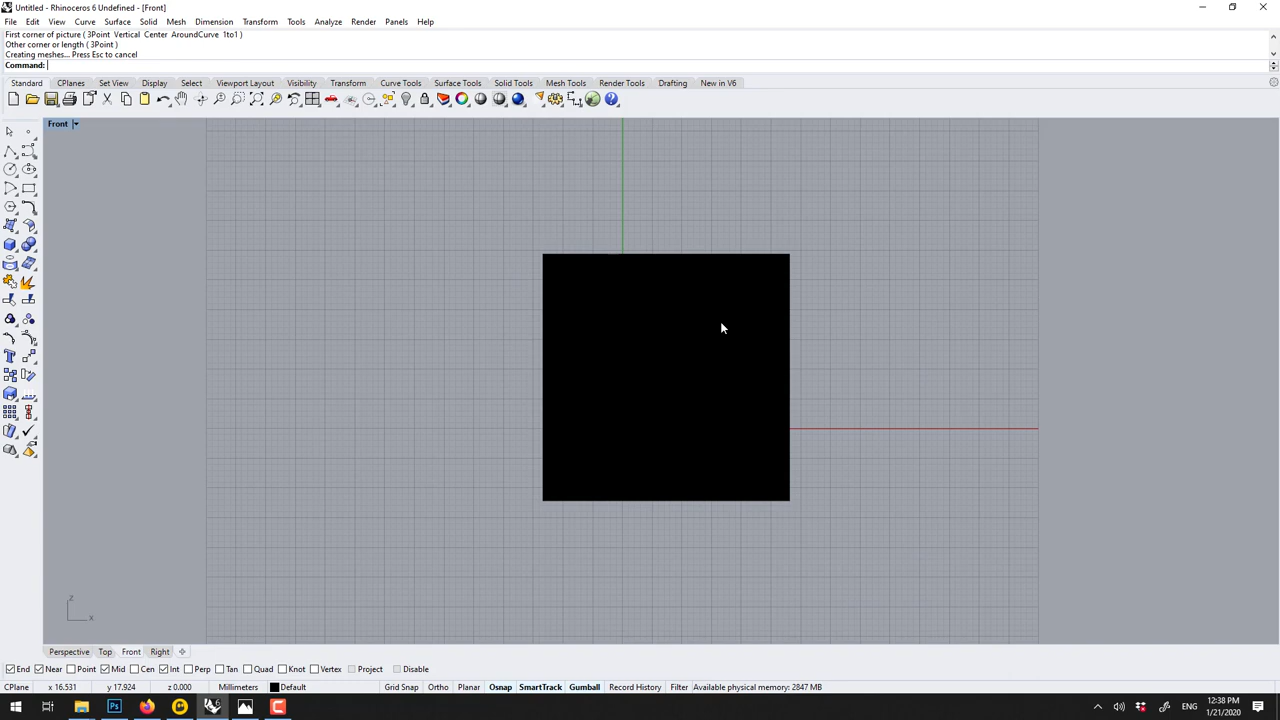 Untitled - Rhinoceros 6 Undefined - [Front]
File Edit View Curve Surface Solid Mesh Dimension Transform Tools Analyze Render Panels Help
First corner of picture ( 3Point Vertical Center AroundCurve 1to1 )
Other corner or length ( 3Point )
Creating meshes... Press Esc to cancel
Command:
Standard CPlanes Set View Display Select Viewport Layout Visibility Transform Curve Tools Surface Tools Solid Tools Mesh Tools Render Tools Drafting New in V6
Front
z
x
Perspective Top Front Right
End Near Point Mid Cen Int Perp Tan Quad Knot Vertex Project Disable
CPlane x 16.531 y 17.924 z 0.000 Millimeters Default Grid Snap Ortho Planar Osnap SmartTrack Gumball Record History Filter Available physical memory: 2847 MB
Ps
ENG
12:38 PM
1/21/2020